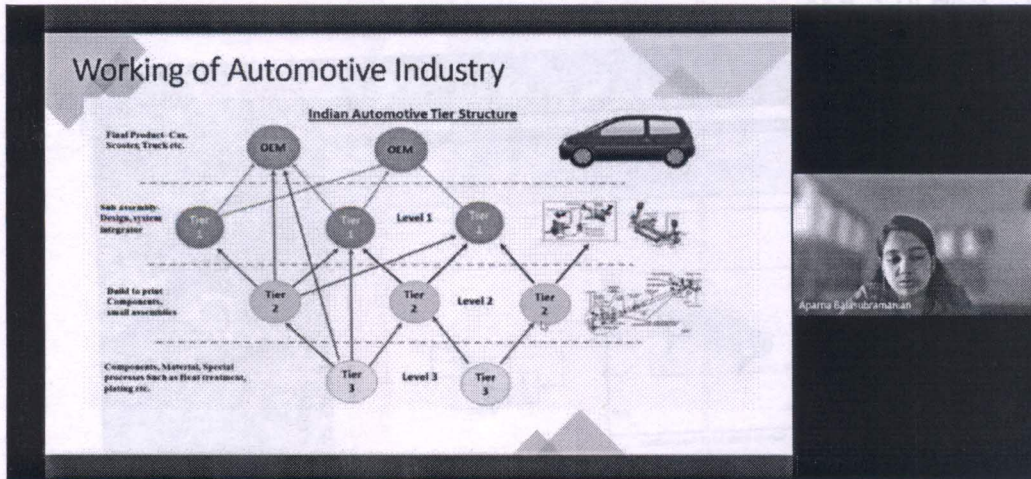 Working of Automotive Industry
Indian Automotive Tier Structure
Final Product- Car,
Scooter, Truck etc.
OEM
OEM
Sub assembly-
Design, system
integrator
Tier
1
Tier
1
Level 1
Tier
1
Build to print
Components,
small assemblies
Tier
2
Tier
2
Level 2
Tier
2
Components, Material, Special
processes Such as Heat treatment,
plating etc.
Tier
3
Level 3
Tier
3
Aparna Balasubramanian